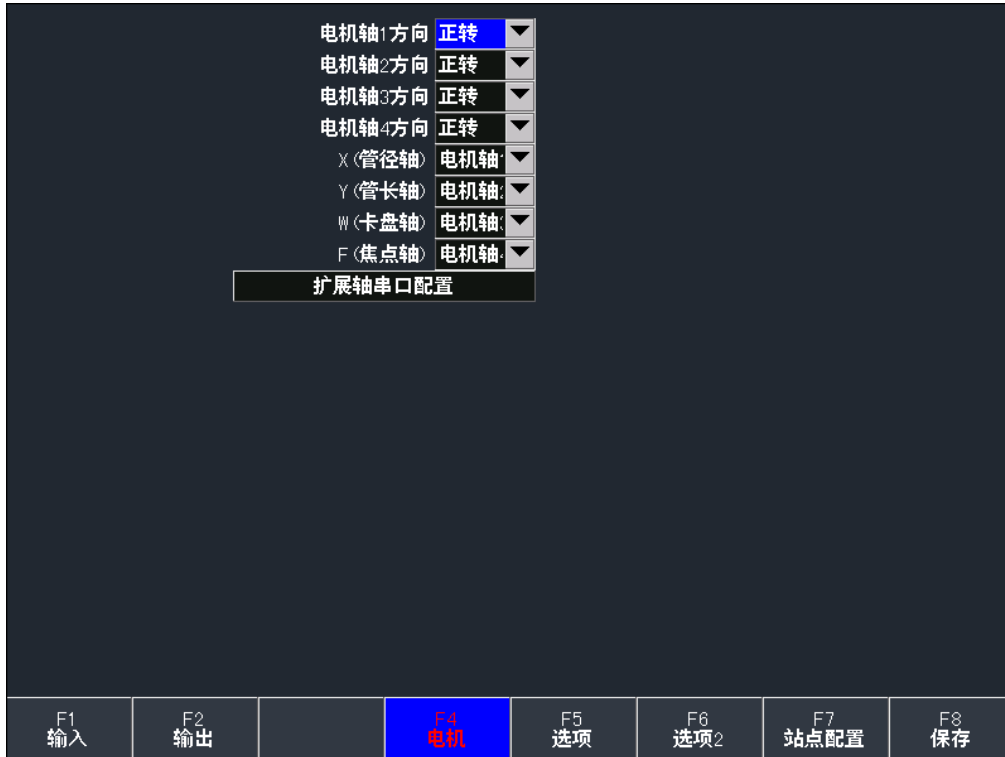 电机轴1方向 正转
电机轴2方向 正转
电机轴3方向 正转
电机轴4方向 正转
X(管径轴) 电机轴1
Y(管长轴) 电机轴2
W(卡盘轴) 电机轴3
F(焦点轴) 电机轴4
扩展轴串口配置
F1 F2 F4 F5 F6 F7 F8
输入 输出 电机 选项 选项2 站点配置 保存